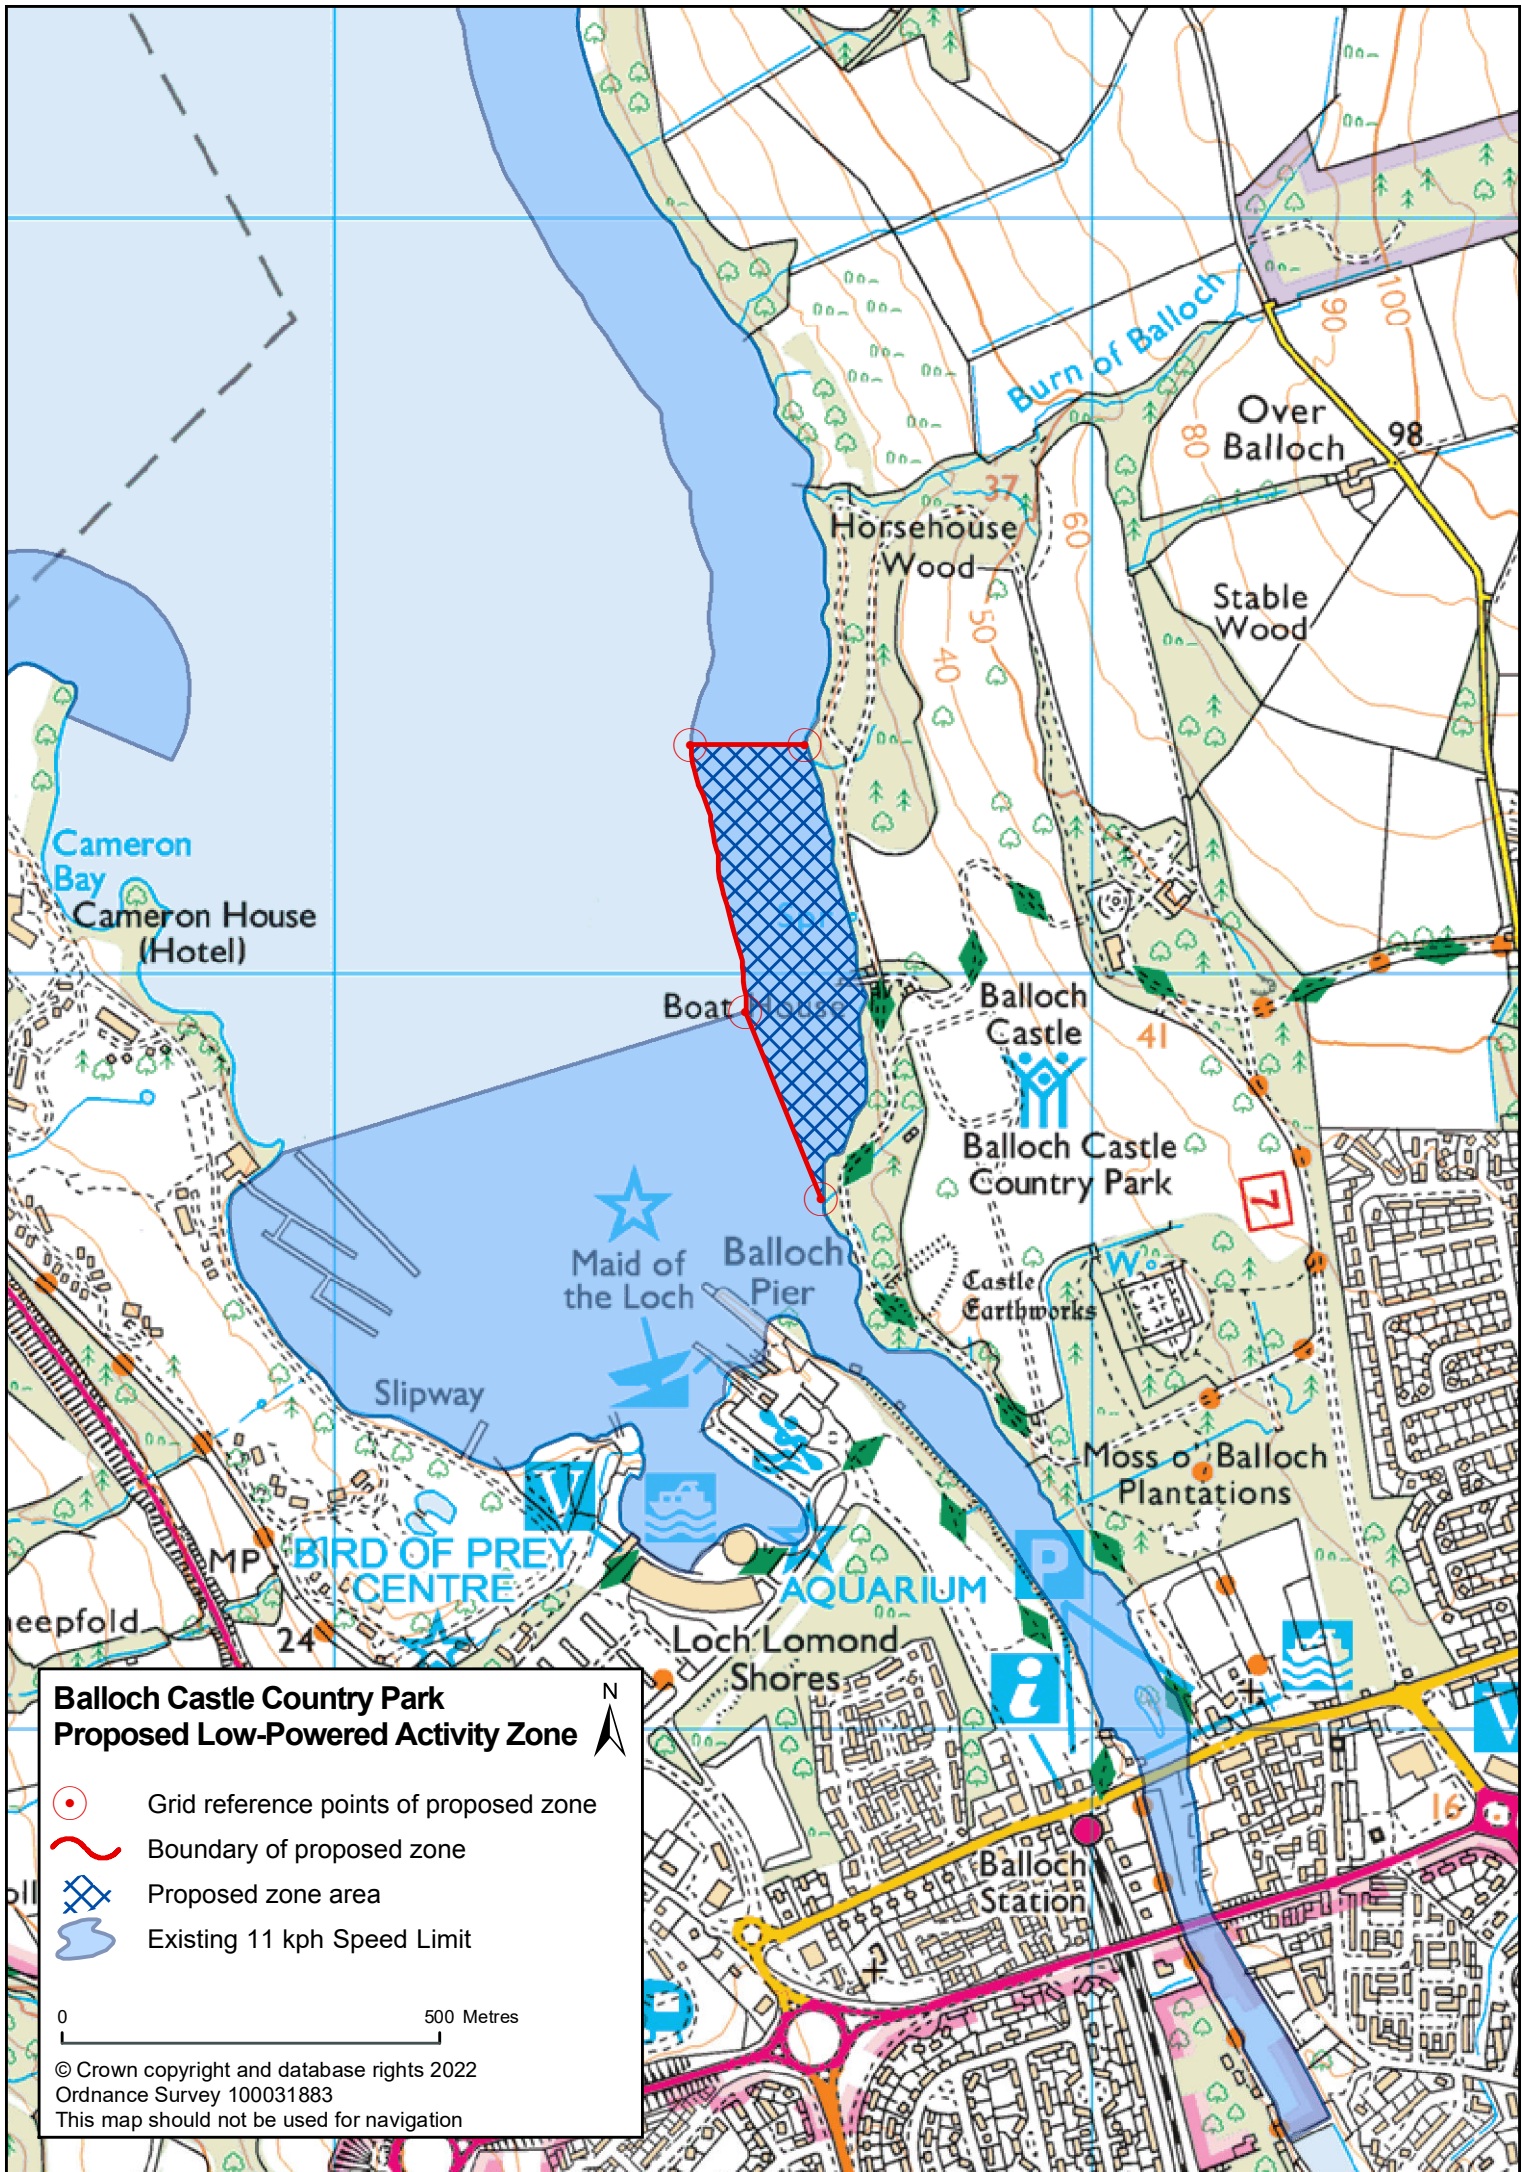 Burn of Balloch
100
90
80
Over
Balloch
98
37
60
Horsehouse
Wood
50
40
Stable
Wood
Cameron
Bay
Cameron House
(Hotel)
Spr
Boat House
Balloch
Castle
41
Balloch Castle
Country Park
7
W
Maid of
the Loch
Balloch
Pier
Castle
Earthworks
Slipway
V
Moss o' Balloch
Plantations
P
MP
BIRD OF PREY
CENTRE
AQUARIUM
eepfold
24
Loch Lomond
Shores
i
V
16
Balloch
Station
Balloch Castle Country Park
Proposed Low-Powered Activity Zone
N
Grid reference points of proposed zone
Boundary of proposed zone
Proposed zone area
Existing 11 kph Speed Limit
0 500 Metres
© Crown copyright and database rights 2022
Ordnance Survey 100031883
This map should not be used for navigation